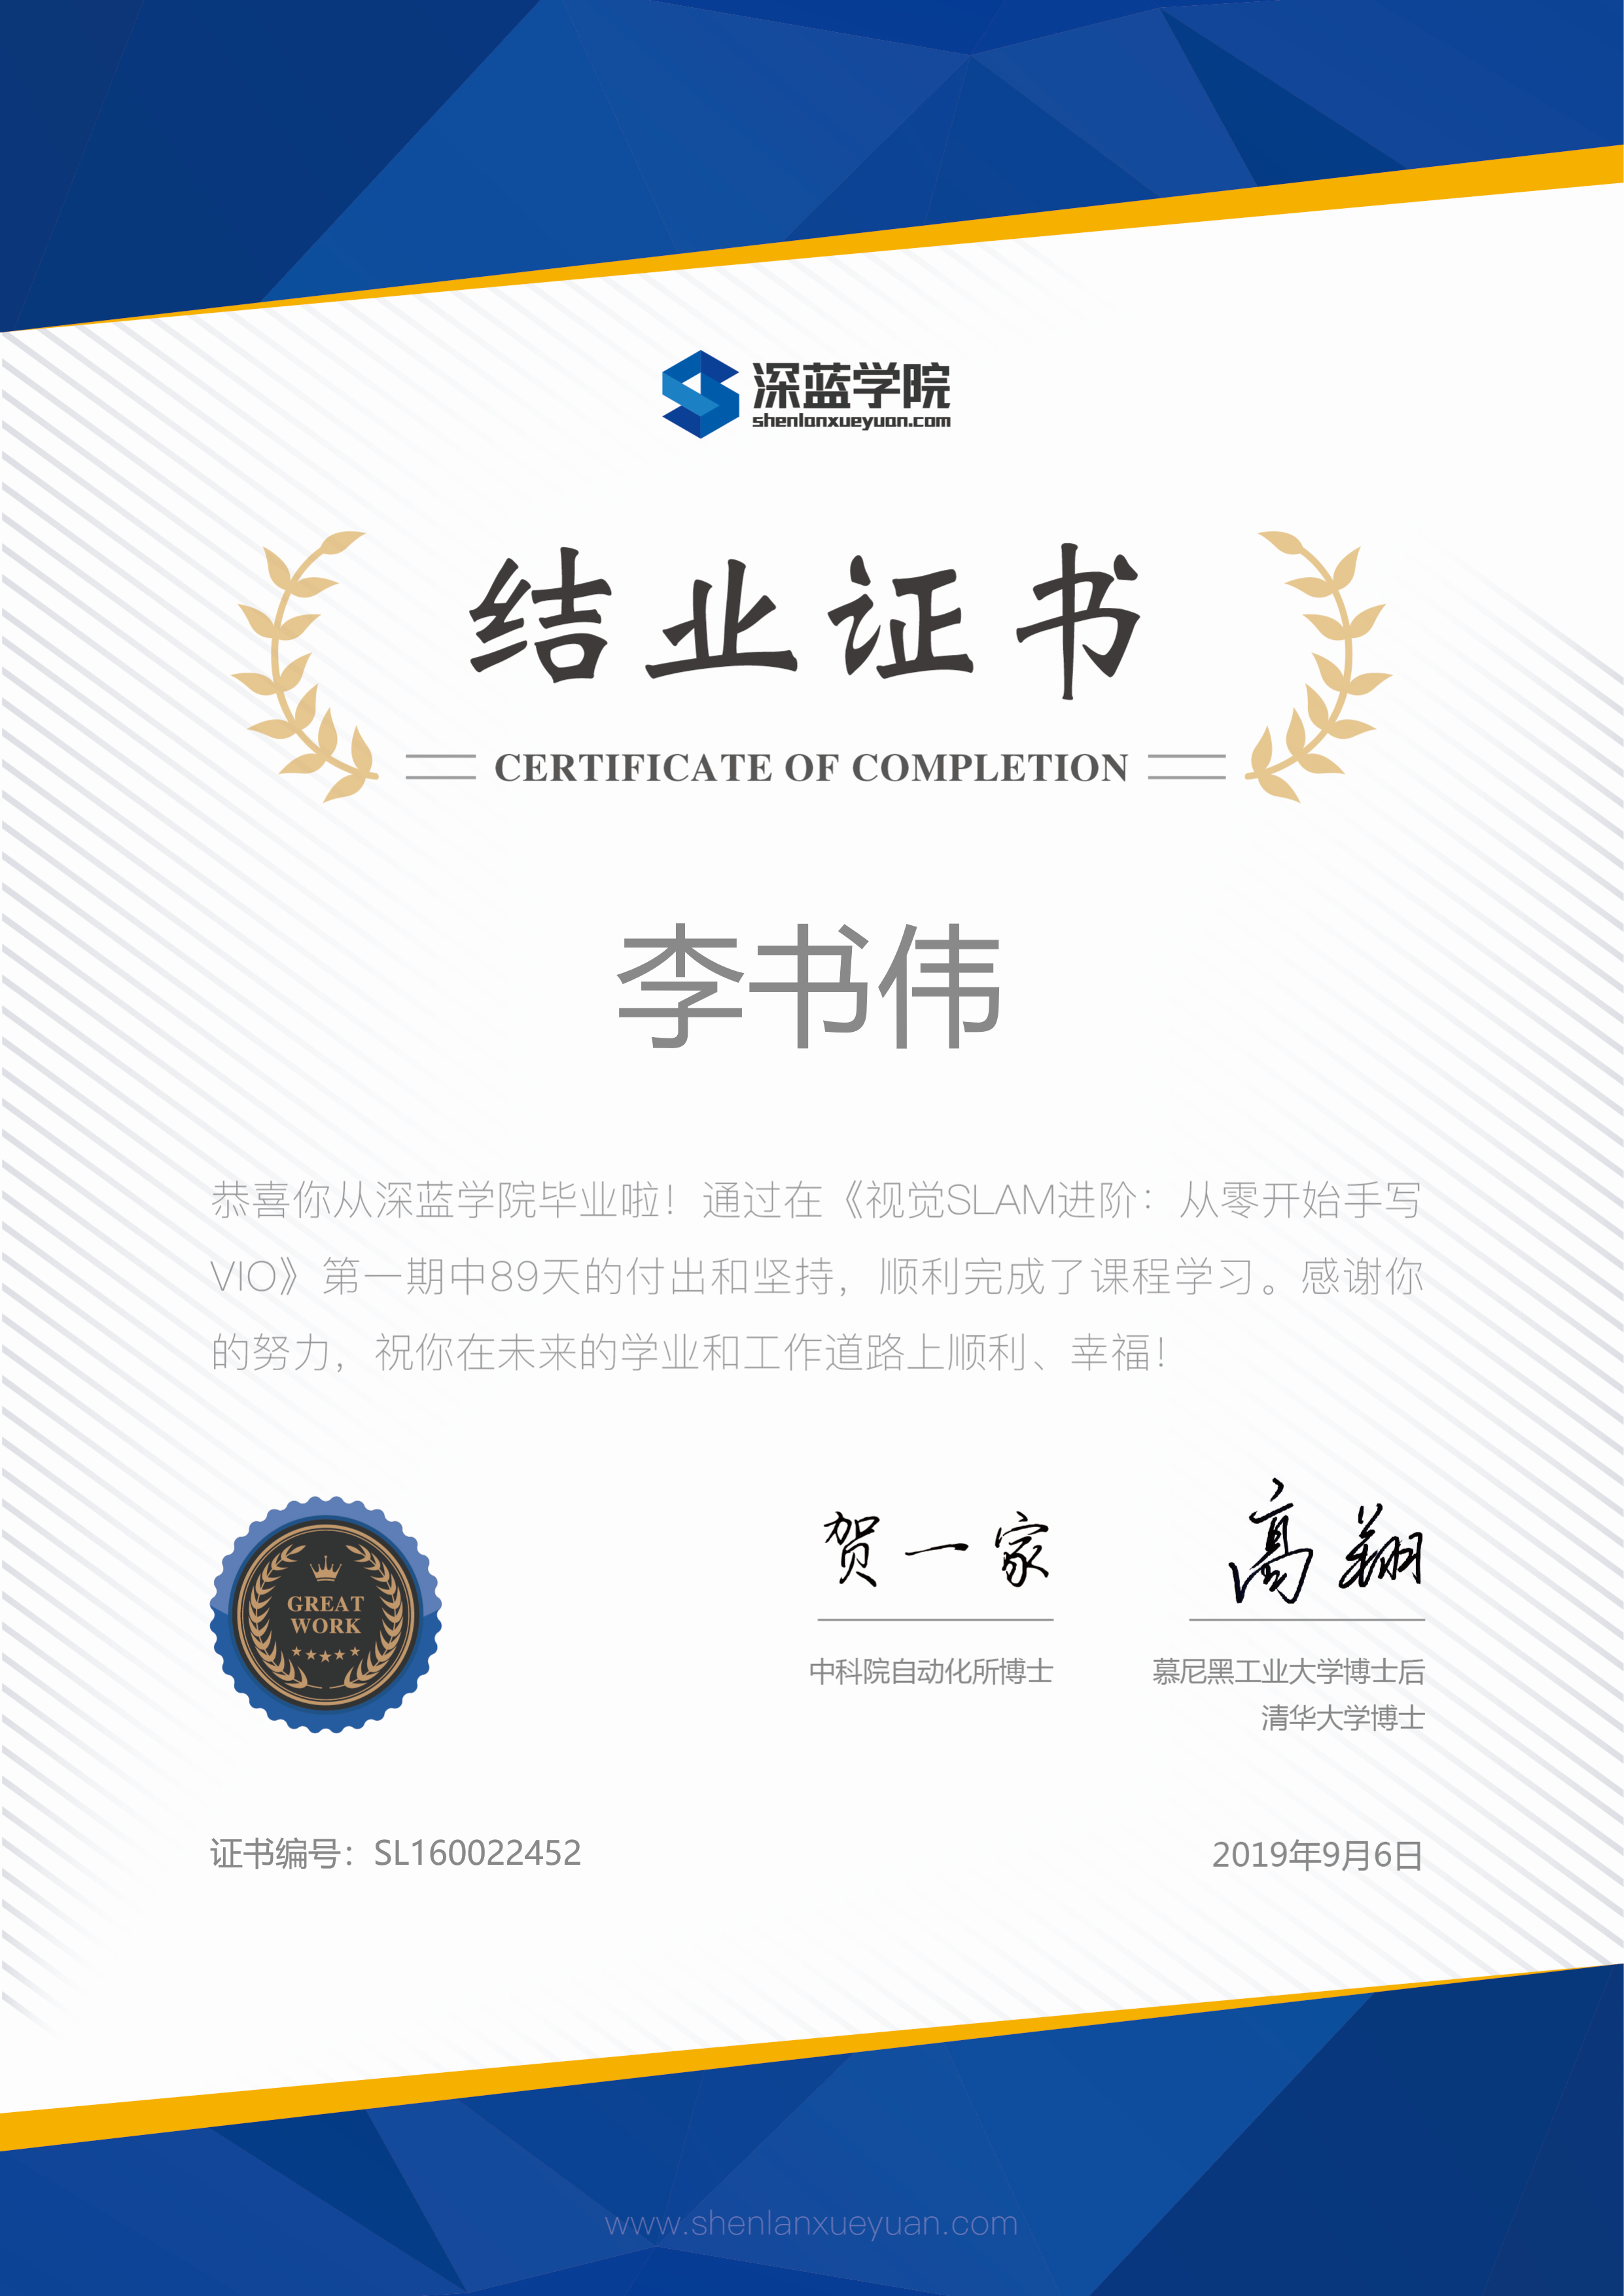 深蓝学院
shenlanxueyuan.com
结业证书
CERTIFICATE OF COMPLETION
李书伟
恭喜你从深蓝学院毕业啦！通过在《视觉SLAM进阶：从零开始手写
VIO》第一期中89天的付出和坚持，顺利完成了课程学习。感谢你
的努力，祝你在未来的学业和工作道路上顺利、幸福！
GREAT
WORK
贺一家
高翔
中科院自动化所博士
慕尼黑工业大学博士后
清华大学博士
证书编号：SL160022452
2019年9月6日
www.shenlanxueyuan.com